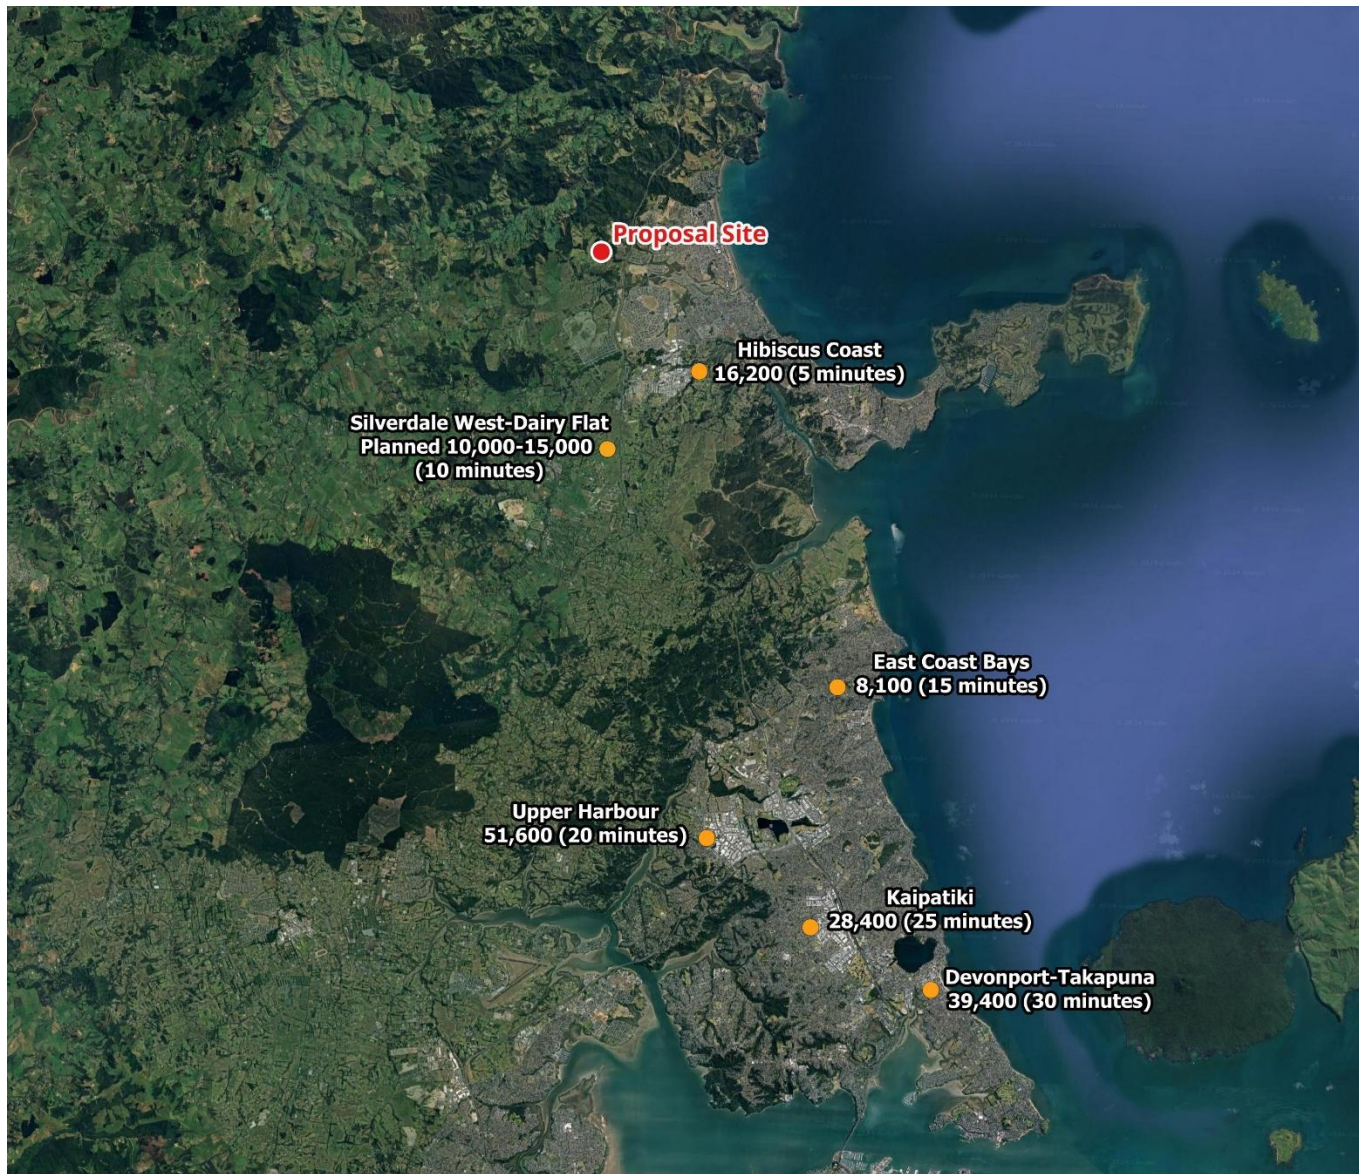 Proposal Site
Hibiscus Coast
16,200 (5 minutes)
Silverdale West-Dairy Flat
Planned 10,000-15,000
(10 minutes)
East Coast Bays
8,100 (15 minutes)
Upper Harbour
51,600 (20 minutes)
Kaipatiki
28,400 (25 minutes)
Devonport-Takapuna
39,400 (30 minutes)